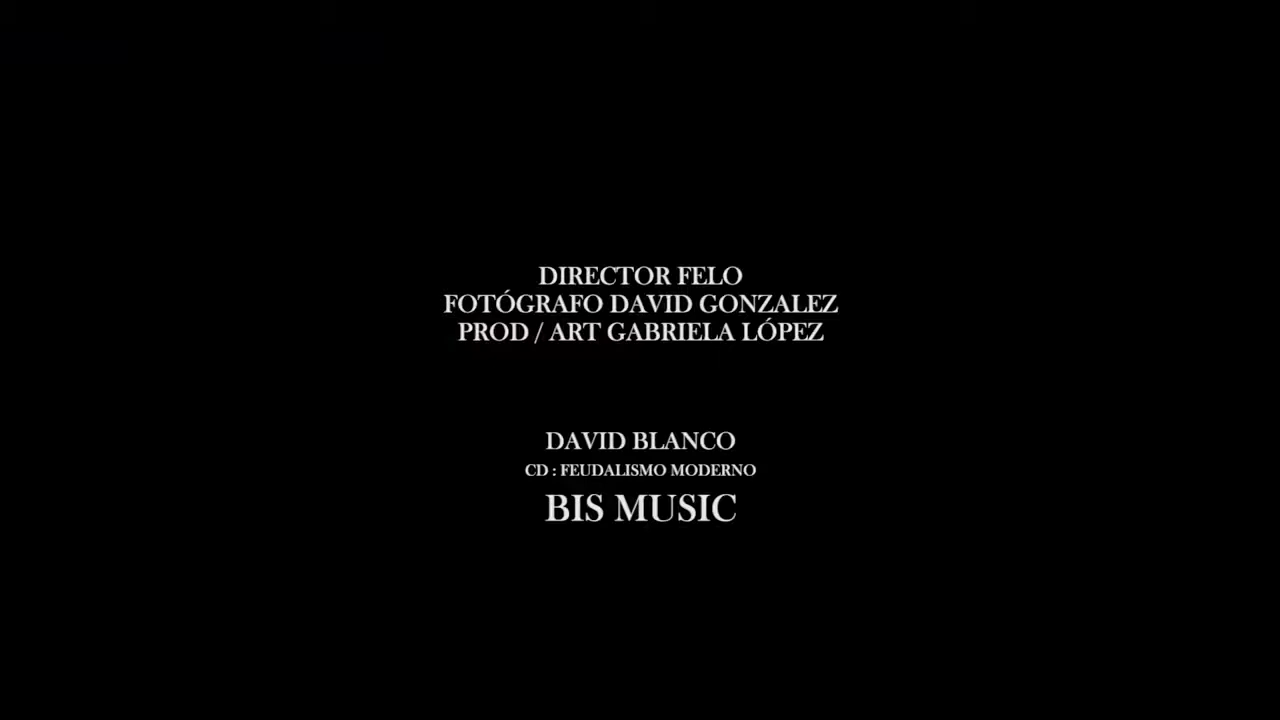 DIRECTOR FELO
FOTÓGRAFO DAVID GONZALEZ
PROD / ART GABRIELA LÓPEZ
DAVID BLANCO
CD : FEUDALISMO MODERNO
BIS MUSIC